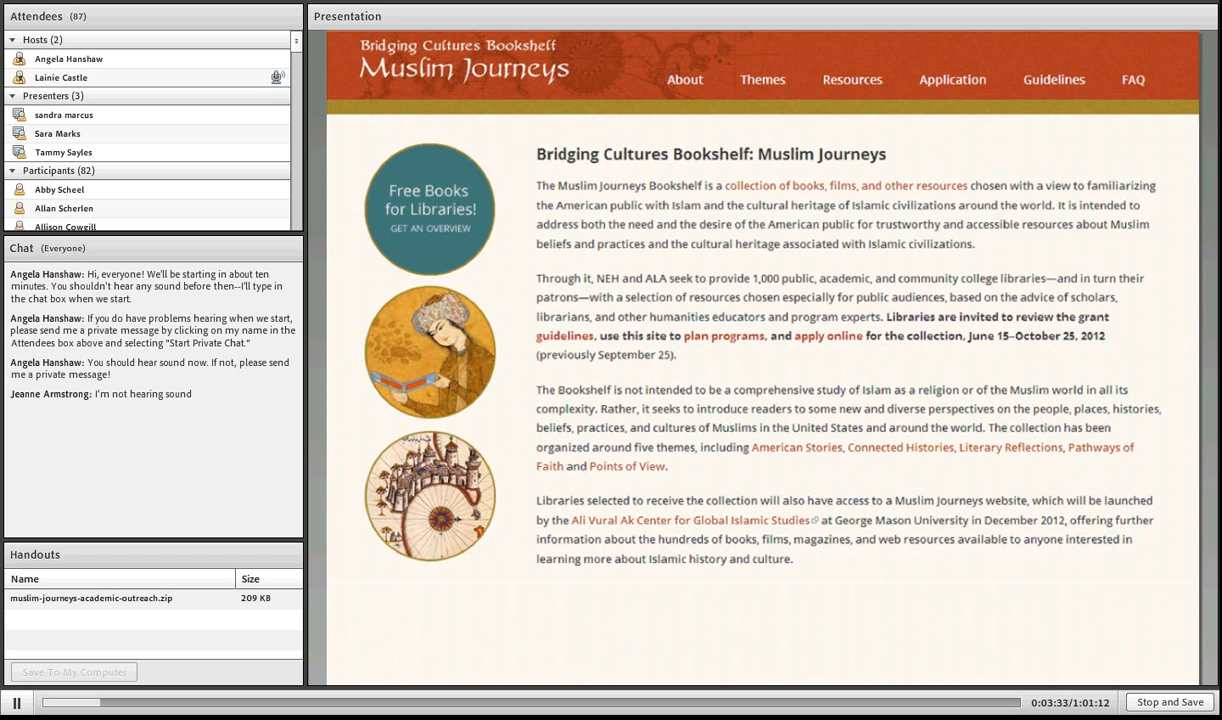 Attendees (87)
Hosts (2)
Angela Hanshaw
Lainie Castle
Presenters (3)
sandra marcus
Sara Marks
Tammy Sayles
Participants (82)
Abby Scheel
Allan Scherlen
Allison Cowgill
Chat (Everyone)
Angela Hanshaw: Hi, everyone! We'll be starting in about ten
minutes. You shouldn't hear any sound before then--I'll type in
the chat box when we start.
Angela Hanshaw: If you do have problems hearing when we start,
please send me a private message by clicking on my name in the
Attendees box above and selecting "Start Private Chat."
Angela Hanshaw: You should hear sound now. If not, please send
me a private message!
Jeanne Armstrong: I'm not hearing sound
Handouts
Name Size
muslim-journeys-academic-outreach.zip 209 KB
Save To My Computer
Presentation
Bridging Cultures Bookshelf
Muslim Journeys
About Themes Resources Application Guidelines FAQ
Free Books
for Libraries!
GET AN OVERVIEW
Bridging Cultures Bookshelf: Muslim Journeys
The Muslim Journeys Bookshelf is a collection of books, films, and other resources chosen with a view to familiarizing
the American public with Islam and the cultural heritage of Islamic civilizations around the world. It is intended to
address both the need and the desire of the American public for trustworthy and accessible resources about Muslim
beliefs and practices and the cultural heritage associated with Islamic civilizations.
Through it, NEH and ALA seek to provide 1,000 public, academic, and community college libraries—and in turn their
patrons—with a selection of resources chosen especially for public audiences, based on the advice of scholars,
librarians, and other humanities educators and program experts. Libraries are invited to review the grant
guidelines, use this site to plan programs, and apply online for the collection, June 15–October 25, 2012
(previously September 25).
The Bookshelf is not intended to be a comprehensive study of Islam as a religion or of the Muslim world in all its
complexity. Rather, it seeks to introduce readers to some new and diverse perspectives on the people, places, histories,
beliefs, practices, and cultures of Muslims in the United States and around the world. The collection has been
organized around five themes, including American Stories, Connected Histories, Literary Reflections, Pathways of
Faith and Points of View.
Libraries selected to receive the collection will also have access to a Muslim Journeys website, which will be launched
by the Ali Vural Ak Center for Global Islamic Studies at George Mason University in December 2012, offering further
information about the hundreds of books, films, magazines, and web resources available to anyone interested in
learning more about Islamic history and culture.
0:03:33/1:01:12
Stop and Save